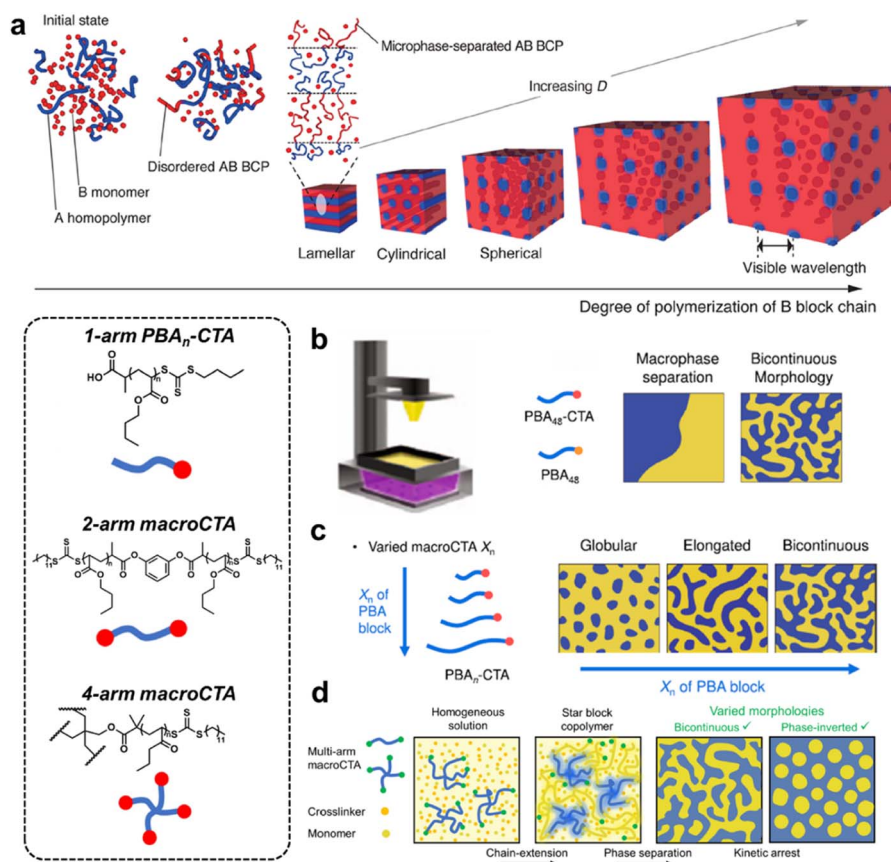 a
Initial state
Microphase-separated AB BCP
Increasing D
Disordered AB BCP
B monomer
A homopolymer
Lamellar
Cylindrical
Spherical
Visible wavelength
Degree of polymerization of B block chain
1-arm PBAn-CTA
HO
O
n
S
S
S
O
O
2-arm macroCTA
4-arm macroCTA
b
PBA48-CTA
PBA48
Macrophase
separation
Bicontinuous
Morphology
c
• Varied macroCTA Xn
Xn of
PBA
block
PBAn-CTA
Globular
Elongated
Bicontinuous
Xn of PBA block
d
Multi-arm
macroCTA
Crosslinker
Monomer
Homogeneous
solution
Star block
copolymer
Varied morphologies
Bicontinuous ✓
Phase-inverted ✓
Chain-extension
Phase separation
Kinetic arrest